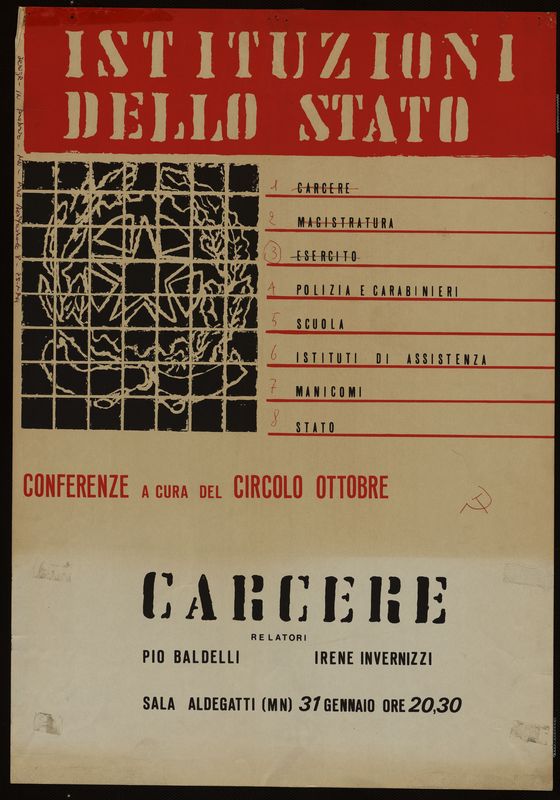 ISTITUZIONI
DELLO STATO
1 CARCERE
2 MAGISTRATURA
3 ESERCITO
4 POLIZIA E CARABINIERI
5 SCUOLA
6 ISTITUTI DI ASSISTENZA
7 MANICOMI
8 STATO
CONFERENZE A CURA DEL CIRCOLO OTTOBRE
CARCERE
RELATORI
PIO BALDELLI IRENE INVERNIZZI
SALA ALDEGATTI (MN) 31 GENNAIO ORE 20,30